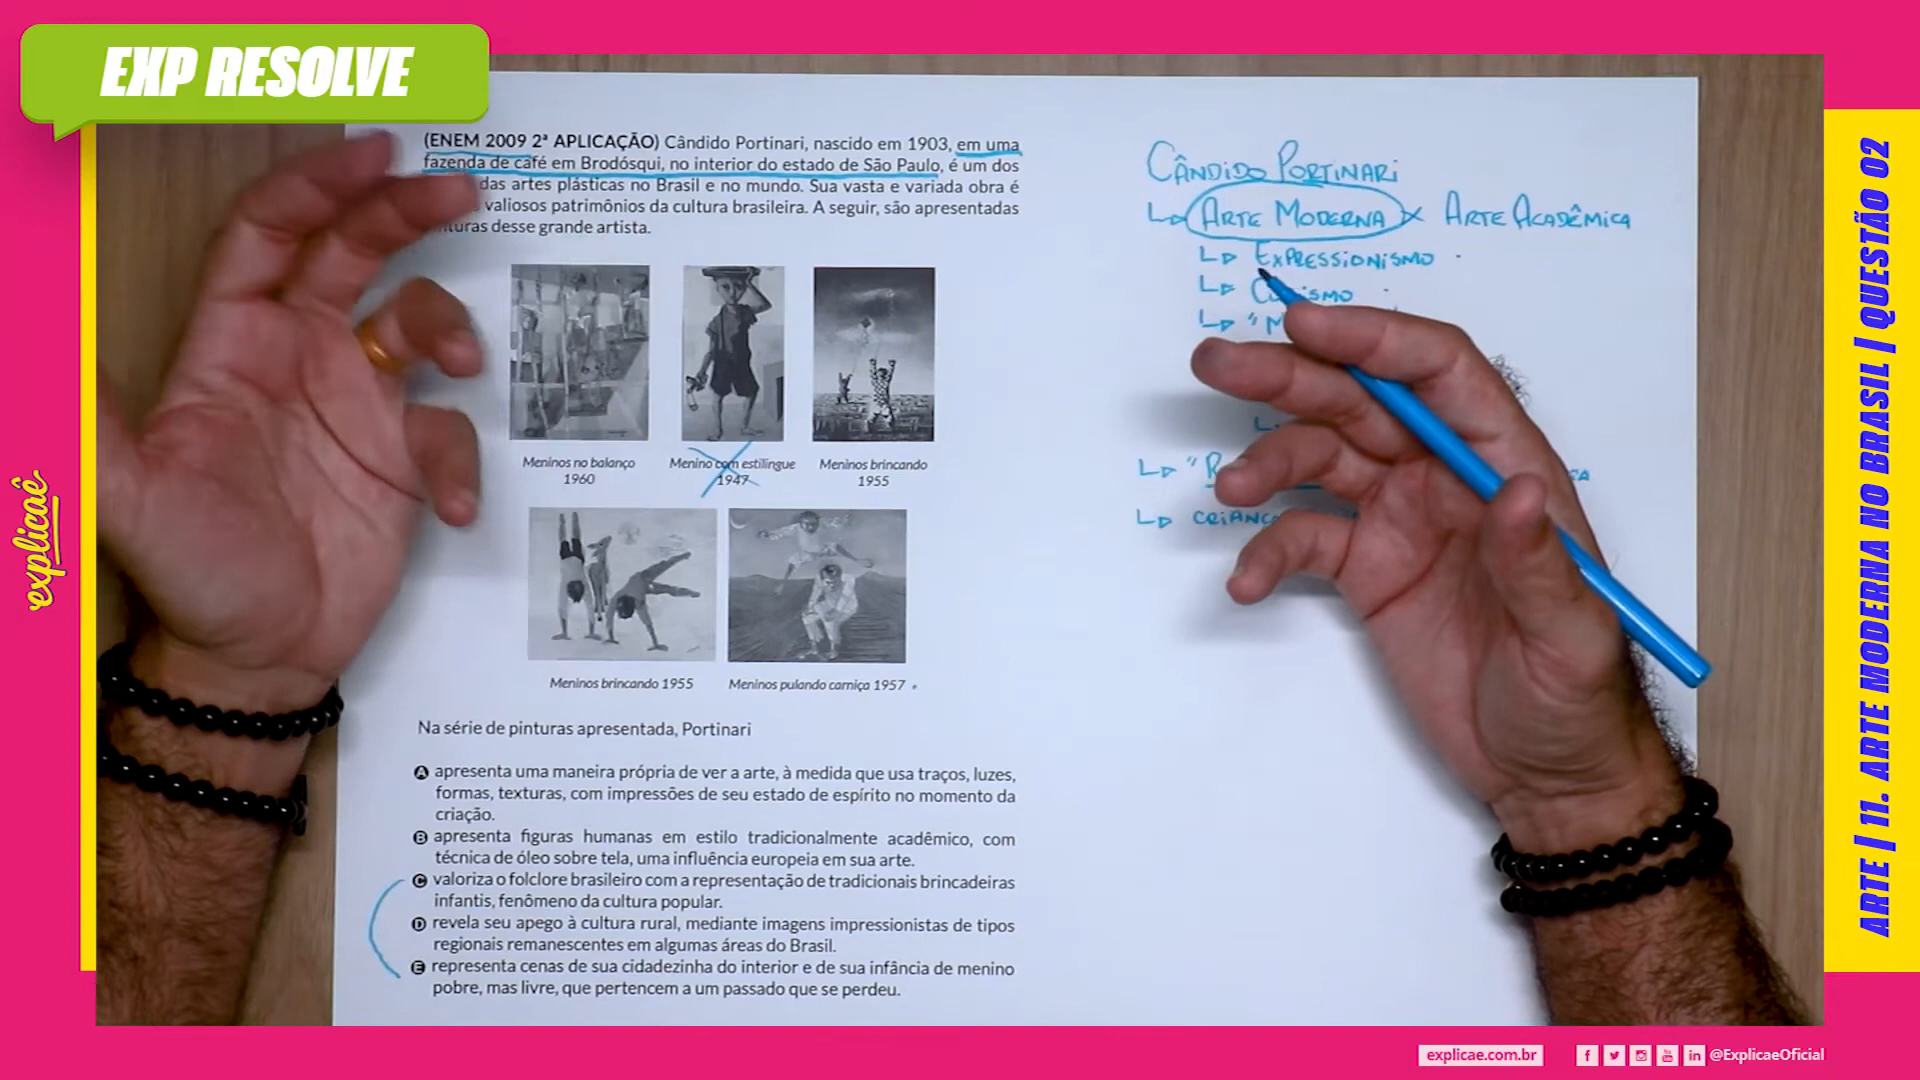 EXP RESOLVE
(ENEM 2009 2ª APLICAÇÃO) Cândido Portinari, nascido em 1903, em uma
fazenda de café em Brodósqui, no interior do estado de São Paulo, é um dos
das artes plásticas no Brasil e no mundo. Sua vasta e variada obra é
valiosos patrimônios da cultura brasileira. A seguir, são apresentadas
desse grande artista.
Meninos no balanço
1960
Menino com estilingue
1947
Meninos brincando
1955
Meninos brincando 1955
Meninos pulando carniça 1957
Na série de pinturas apresentada, Portinari
A apresenta uma maneira própria de ver a arte, à medida que usa traços, luzes,
formas, texturas, com impressões de seu estado de espírito no momento da
criação.
B apresenta figuras humanas em estilo tradicionalmente acadêmico, com
técnica de óleo sobre tela, uma influência europeia em sua arte.
C valoriza o folclore brasileiro com a representação de tradicionais brincadeiras
infantis, fenômeno da cultura popular.
D revela seu apego à cultura rural, mediante imagens impressionistas de tipos
regionais remanescentes em algumas áreas do Brasil.
E representa cenas de sua cidadezinha do interior e de sua infância de menino
pobre, mas livre, que pertencem a um passado que se perdeu.
CÂNDIDO PORTINARI
ARTE MODERNA X ARTE ACADÊMICA
EXPRESSIONISMO
explicaê
ARTE | 11. ARTE MODERNA NO BRASIL | QUESTÃO 02
explicae.com.br
@ExplicaeOficial